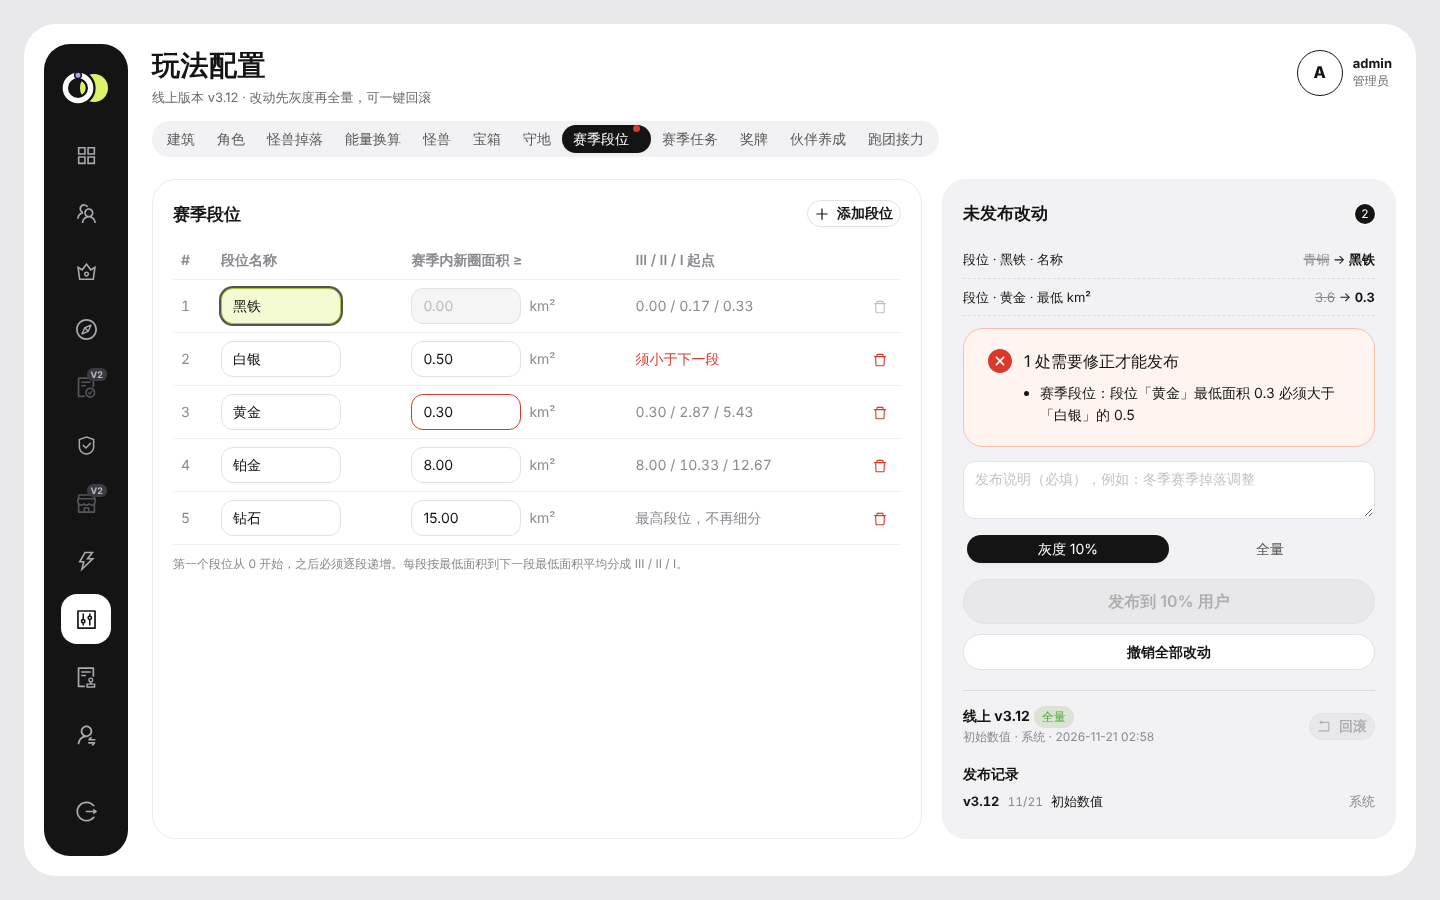 玩法配置
线上版本 v3.12 · 改动先灰度再全量，可一键回滚
A
admin
管理员
建筑 角色 怪兽掉落 能量换算 怪兽 宝箱 守地 赛季段位 赛季任务 奖牌 伙伴养成 跑团接力
V2
V2
赛季段位
添加段位
# 段位名称 赛季内新圈面积 ≥ III / II / I 起点
1 黑铁 0.00 km² 0.00 / 0.17 / 0.33
2 白银 0.50 km² 须小于下一段
3 黄金 0.30 km² 0.30 / 2.87 / 5.43
4 铂金 8.00 km² 8.00 / 10.33 / 12.67
5 钻石 15.00 km² 最高段位，不再细分
第一个段位从 0 开始，之后必须逐段递增。每段按最低面积到下一段最低面积平均分成 III / II / I。
未发布改动 2
段位 · 黑铁 · 名称 青铜 → 黑铁
段位 · 黄金 · 最低 km² 3.6 → 0.3
1 处需要修正才能发布
• 赛季段位：段位「黄金」最低面积 0.3 必须大于
「白银」的 0.5
发布说明（必填），例如：冬季赛季掉落调整
灰度 10% 全量
发布到 10% 用户
撤销全部改动
线上 v3.12 全量
初始数值 · 系统 · 2026-11-21 02:58
回滚
发布记录
v3.12 11/21 初始数值 系统